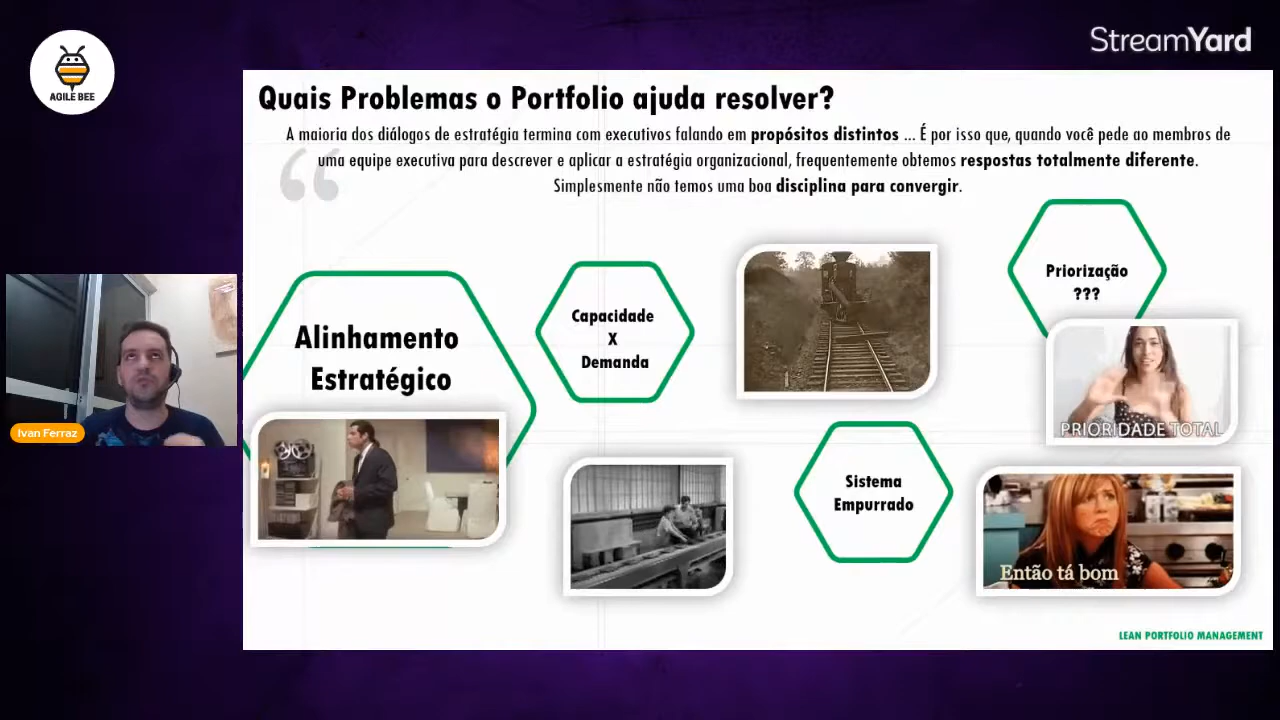 AGILE BEE
StreamYard
Quais Problemas o Portfolio ajuda resolver?
A maioria dos diálogos de estratégia termina com executivos falando em propósitos distintos ... É por isso que, quando você pede ao membros de
uma equipe executiva para descrever e aplicar a estratégia organizacional, frequentemente obtemos respostas totalmente diferente.
Simplesmente não temos uma boa disciplina para convergir.
Alinhamento
Estratégico
Capacidade
X
Demanda
Priorização
???
PRIORIDADE TOTAL
Sistema
Empurrado
Então tá bom
Ivan Ferraz
LEAN PORTFOLIO MANAGEMENT